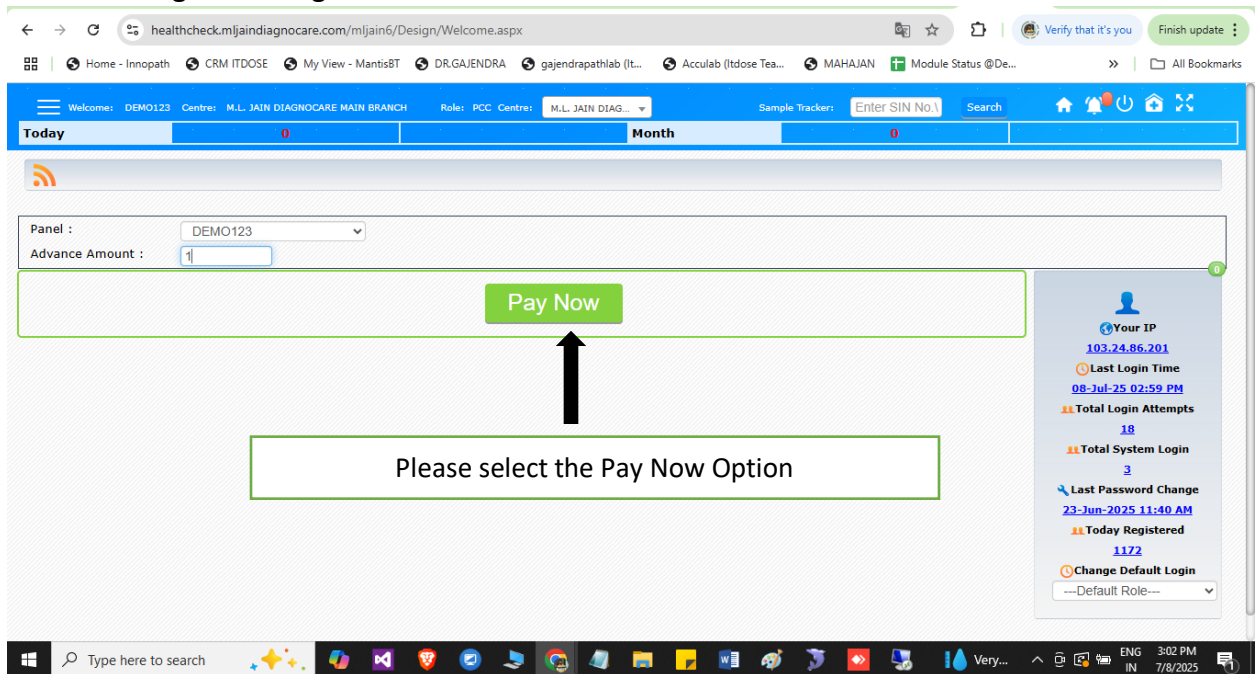 healthcheck.mljaindiagnocare.com/mljain6/Design/Welcome.aspx
Verify that it's you
Finish update
Home - Innopath
CRM ITDOSE
My View - MantisBT
DR.GAJENDRA
gajendrapathlab (It...
Acculab (Itdose Tea...
MAHAJAN
Module Status @De...
»
All Bookmarks
Welcome: DEMO123 Centre: M.L. JAIN DIAGNOCARE MAIN BRANCH Role: PCC Centre: M.L. JAIN DIAG... Sample Tracker: Enter SIN No.\ Search
Today 0 Month 0
Panel : DEMO123
Advance Amount : 1
0
Pay Now
Please select the Pay Now Option
Your IP
103.24.86.201
Last Login Time
08-Jul-25 02:59 PM
Total Login Attempts
18
Total System Login
3
Last Password Change
23-Jun-2025 11:40 AM
Today Registered
1172
Change Default Login
---Default Role---
Type here to search
Very...
ENG
IN
3:02 PM
7/8/2025
1